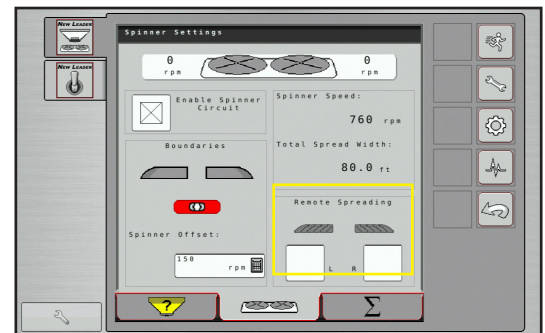 NEW LEADER
NEW LEADER
Spinner Settings
0
rpm
0
rpm
Enable Spinner
Circuit
Spinner Speed:
760 rpm
Boundaries
Total Spread Width:
80.0 ft
Remote Spreading
Spinner Offset:
150
rpm
L R
?
Σ